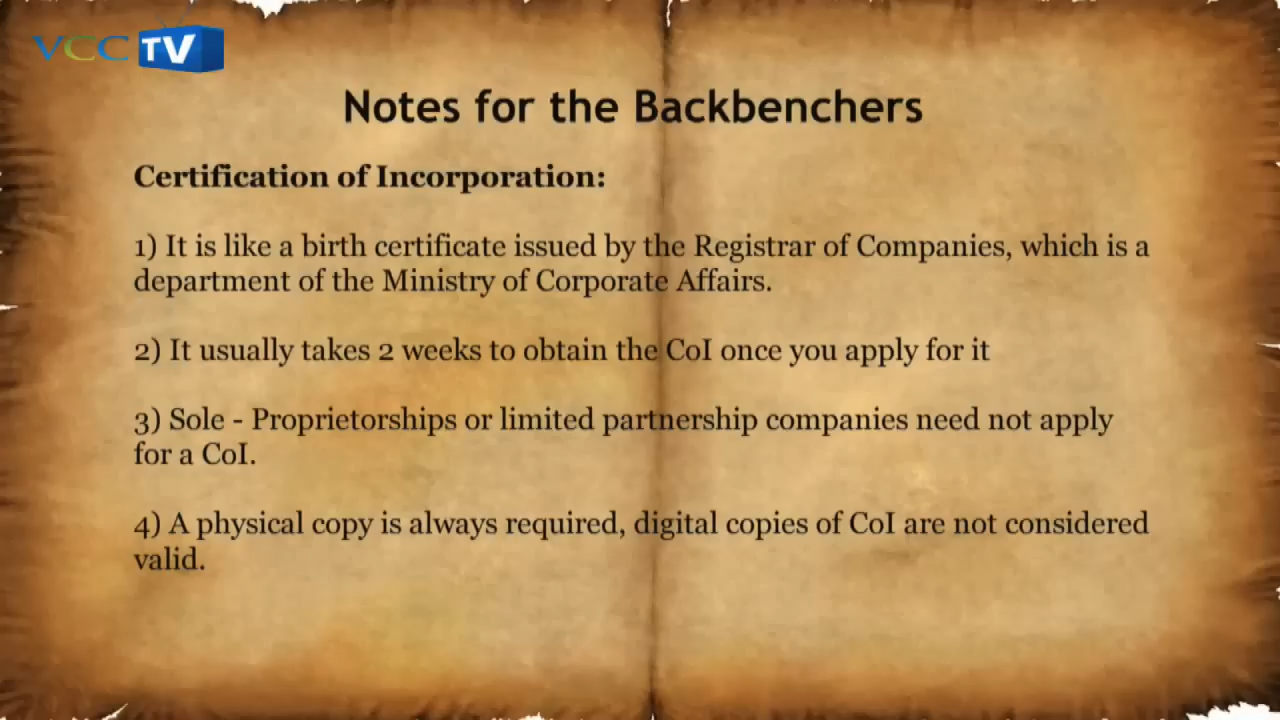 VCC TV
Notes for the Backbenchers
Certification of Incorporation:
1) It is like a birth certificate issued by the Registrar of Companies, which is a
department of the Ministry of Corporate Affairs.
2) It usually takes 2 weeks to obtain the CoI once you apply for it
3) Sole - Proprietorships or limited partnership companies need not apply
for a CoI.
4) A physical copy is always required, digital copies of CoI are not considered
valid.